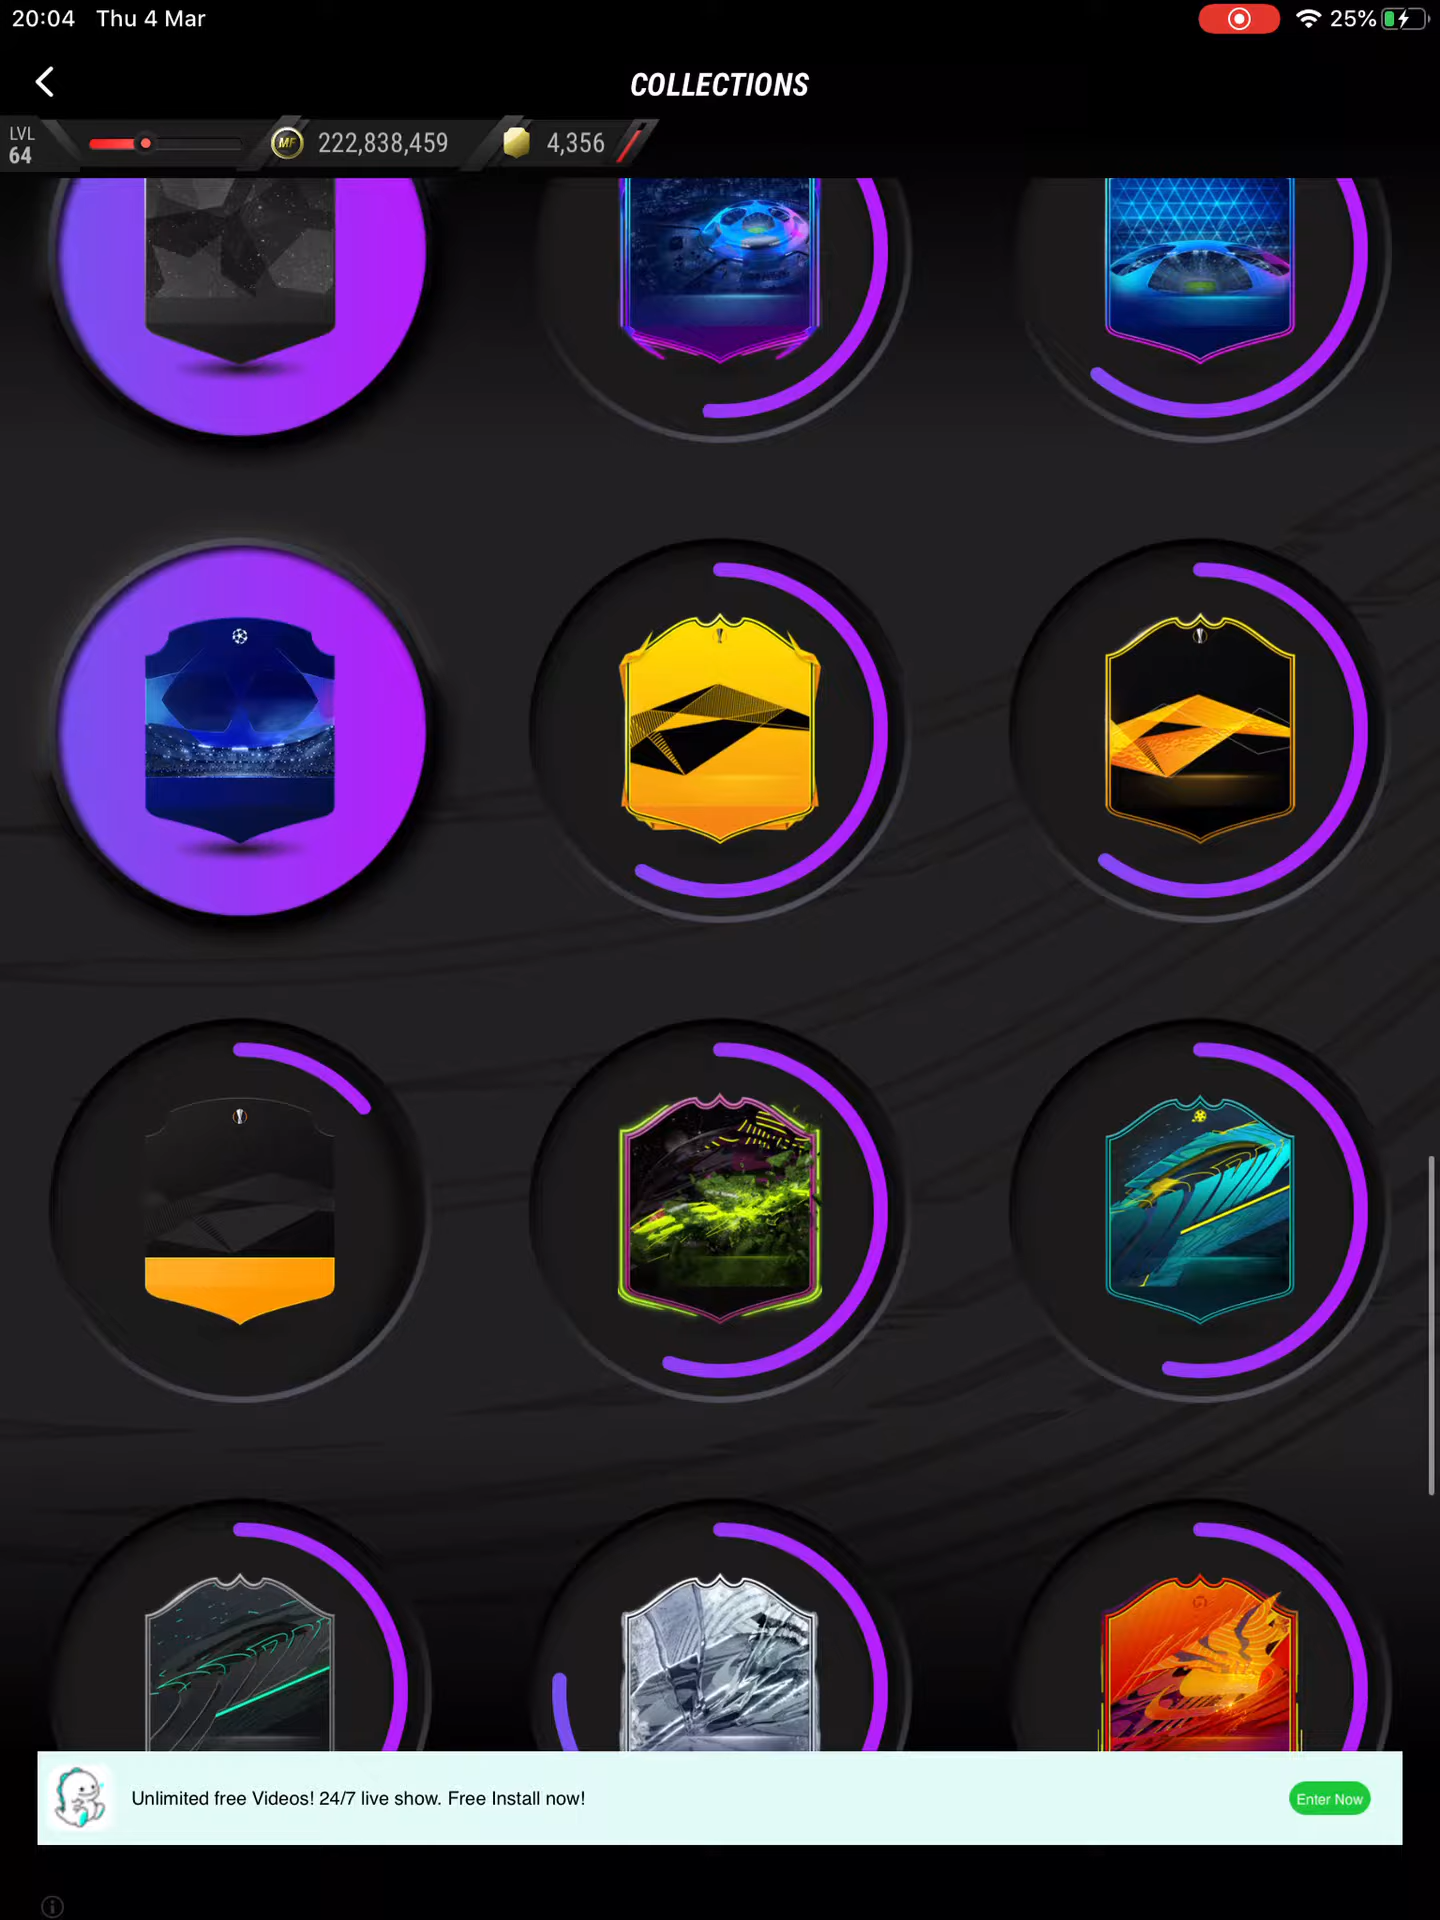 20:04 Thu 4 Mar
25%
COLLECTIONS
LVL
64
MF
222,838,459
4,356
Unlimited free Videos! 24/7 live show. Free Install now!
Enter Now